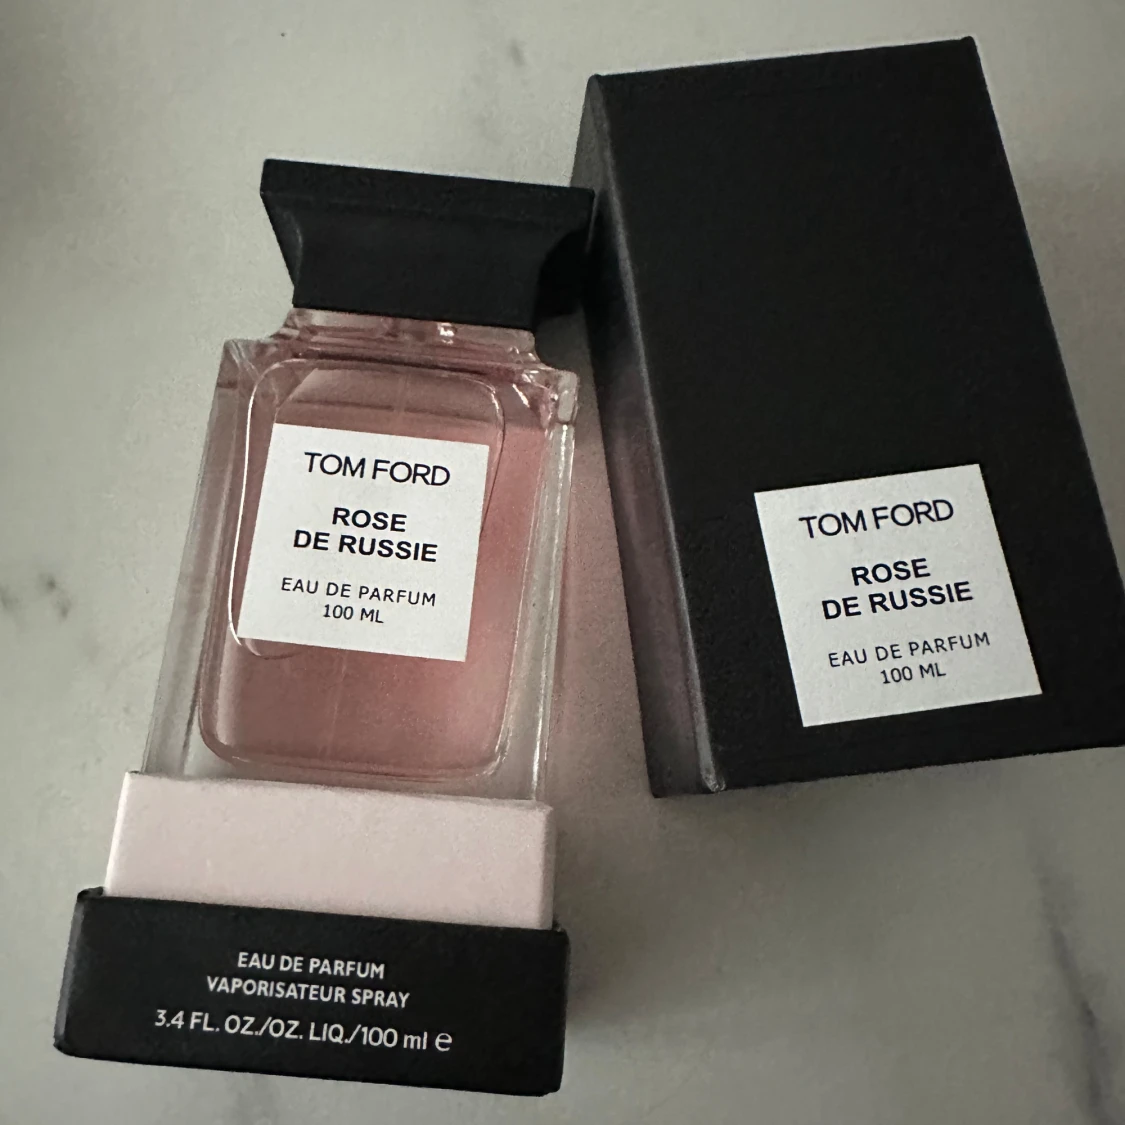 TOM FORD
ROSE
DE RUSSIE
EAU DE PARFUM
100 ML
TOM FORD
ROSE
DE RUSSIE
EAU DE PARFUM
100 ML
EAU DE PARFUM
VAPORISATEUR SPRAY
3.4 FL. OZ./OZ. LIQ./100 ml ℮